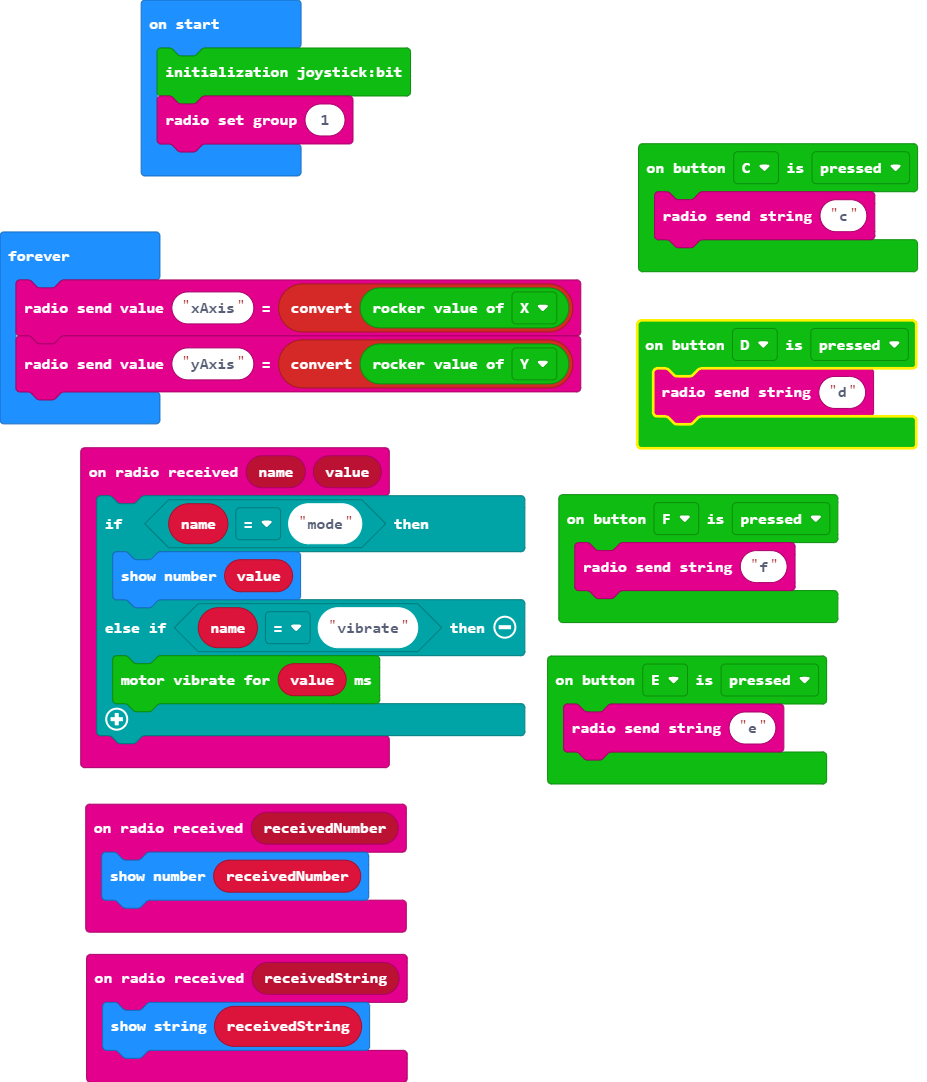 on start
initialization joystick:bit
radio set group 1
forever
radio send value "xAxis" = convert rocker value of X
radio send value "yAxis" = convert rocker value of Y
on radio received name value
if name = "mode" then
show number value
else if name = "vibrate" then
motor vibrate for value ms
on radio received receivedNumber
show number receivedNumber
on radio received receivedString
show string receivedString
on button C is pressed
radio send string "c"
on button D is pressed
radio send string "d"
on button F is pressed
radio send string "f"
on button E is pressed
radio send string "e"